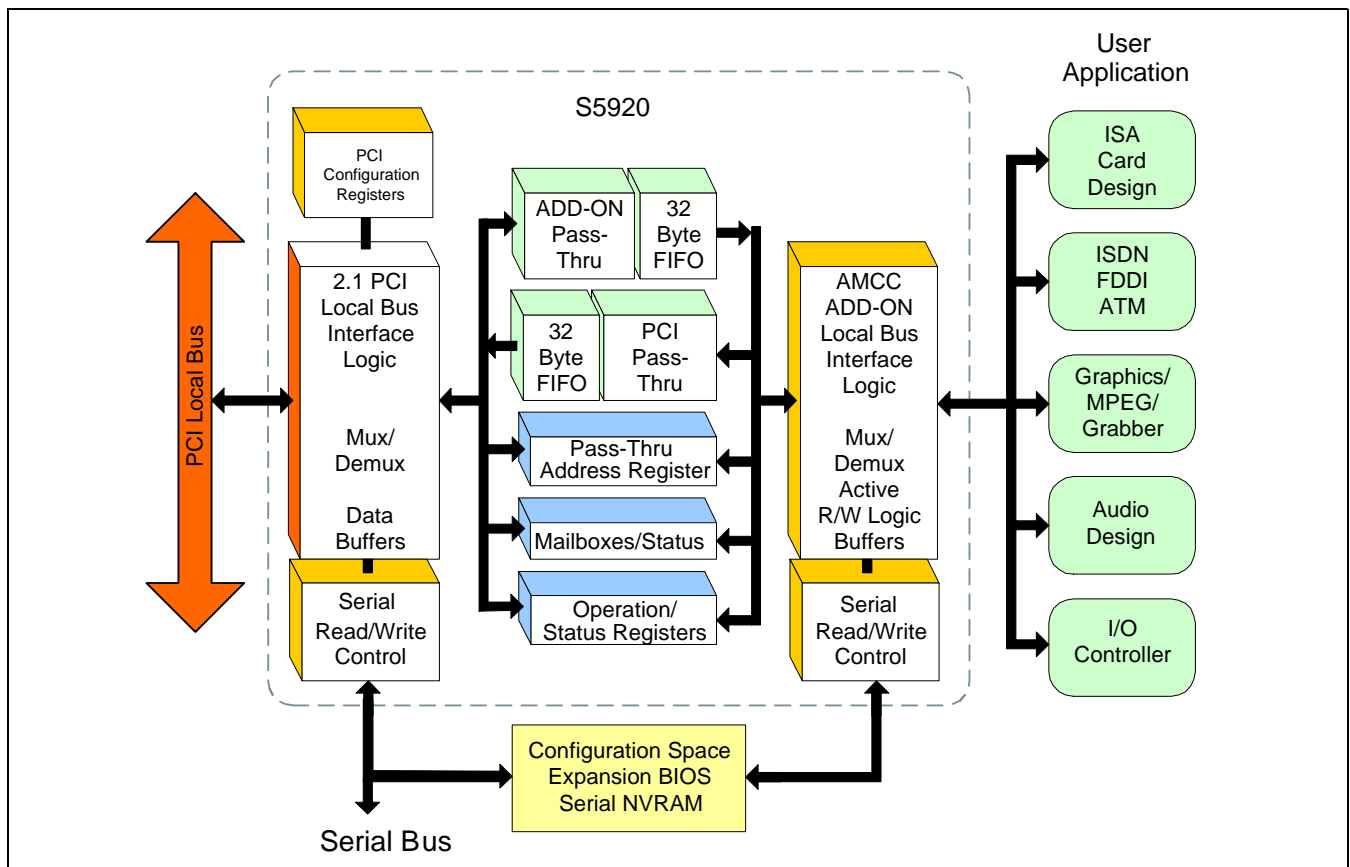 User
Application
S5920
PCI
Configuration
Registers
PCI Local Bus
2.1 PCI
Local Bus
Interface
Logic
Mux/
Demux
Data
Buffers
Serial
Read/Write
Control
ADD-ON
Pass-
Thru
32
Byte
FIFO
32
Byte
FIFO
PCI
Pass-
Thru
Pass-Thru
Address Register
Mailboxes/Status
Operation/
Status Registers
AMCC
ADD-ON
Local Bus
Interface
Logic
Mux/
Demux
Active
R/W Logic
Buffers
Serial
Read/Write
Control
ISA
Card
Design
ISDN
FDDI
ATM
Graphics/
MPEG/
Grabber
Audio
Design
I/O
Controller
Configuration Space
Expansion BIOS
Serial NVRAM
Serial Bus